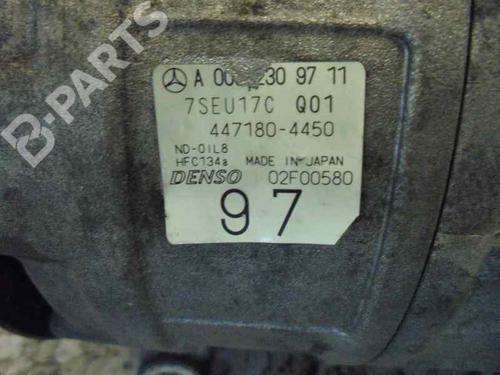 B-PARTS
A 00 230 97 11
7SEU17C Q01
447180-4450
ND-OIL8
HFC134a MADE IN JAPAN
DENSO 02F00580
97